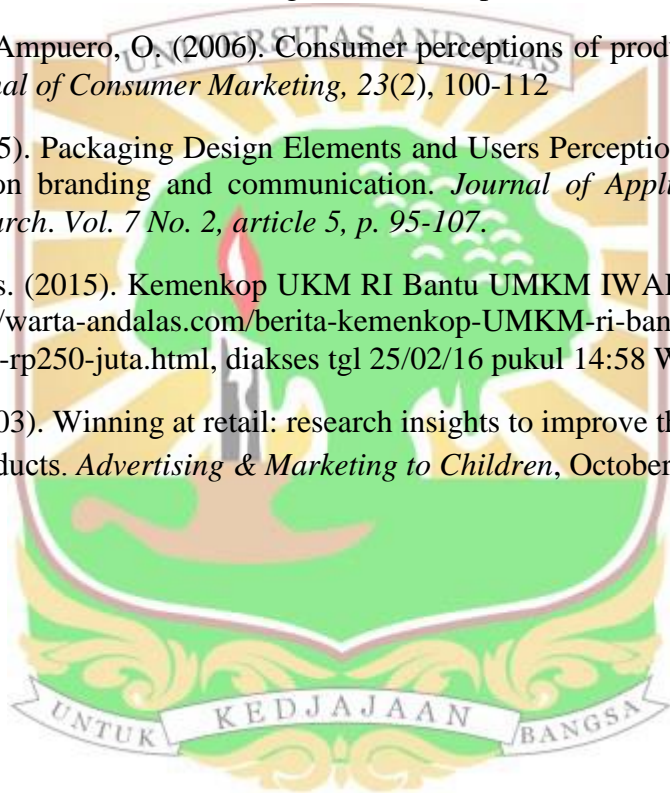 UNIVERSITAS ANDALAS
Ampuero, O. (2006). Consumer perceptions of prod
al of Consumer Marketing, 23(2), 100-112
5). Packaging Design Elements and Users Perceptio
on branding and communication. Journal of Appli
rch. Vol. 7 No. 2, article 5, p. 95-107.
s. (2015). Kemenkop UKM RI Bantu UMKM IWAP
/warta-andalas.com/berita-kemenkop-UMKM-ri-ban
-rp250-juta.html, diakses tgl 25/02/16 pukul 14:58 W
03). Winning at retail: research insights to improve th
ducts. Advertising & Marketing to Children, October
UNTUK KEDJAJAAN BANGSA